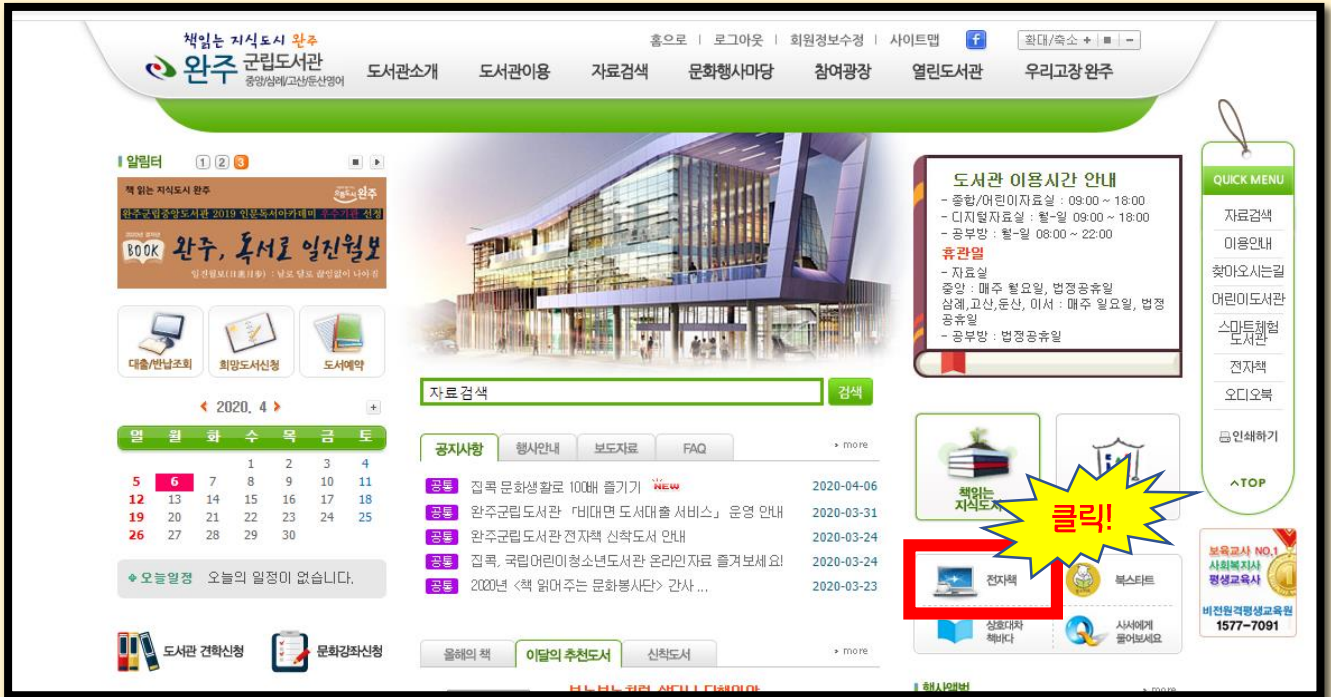 책읽는 지식도시 완주
완주 군립도서관
중앙/삼례/고산/둔산영어
홈으로 | 로그아웃 | 회원정보수정 | 사이트맵 f 확대/축소 + ■ -
도서관소개 도서관이용 자료검색 문화행사마당 참여광장 열린도서관 우리고장 완주
알림터 1 2 3
책 읽는 지식도시 완주
완주
완주군립중앙도서관 2019 인문독서아카데미 우수기관 선정
BOOK 완주, 독서로 일진월보
대출/반납조회 희망도서신청 도서예약
2020. 4 +
일 월 화 수 목 금 토
1 2 3 4
5 6 7 8 9 10 11
12 13 14 15 16 17 18
19 20 21 22 23 24 25
26 27 28 29 30
오늘일정 오늘의 일정이 없습니다.
도서관 견학신청 문화강좌신청
자료검색 검색
공지사항 행사안내 보도자료 FAQ more
공통 집콕 문화생활로 100배 즐기기 NEW 2020-04-06
공통 완주군립도서관 「비대면 도서대출 서비스」 운영 안내 2020-03-31
공통 완주군립도서관 전자책 신착도서 안내 2020-03-24
공통 집콕, 국립어린이청소년도서관 온라인자료 즐겨보세요! 2020-03-24
공통 2020년 <책 읽어주는 문화봉사단> 간사 ... 2020-03-23
올해의 책 이달의 추천도서 신착도서 more
도서관 이용시간 안내
- 종합/어린이자료실 : 09:00 ~ 18:00
- 디지털자료실 : 월-일 09:00 ~ 18:00
- 공부방 : 월-일 08:00 ~ 22:00
휴관일
- 자료실
중앙 : 매주 월요일, 법정공휴일
삼례,고산,둔산, 이서 : 매주 일요일, 법정
공휴일
- 공부방 : 법정공휴일
책읽는
지식도시
클릭!
전자책 북스타트
상호대차
책바다
사서에게
물어보세요
행사앨범 more
QUICK MENU
자료검색
이용안내
찾아오시는길
어린이도서관
스마트체험
도서관
전자책
오디오북
인쇄하기
TOP
보육교사 NO.1
사회복지사
평생교육사
비전원격평생교육원
1577-7091